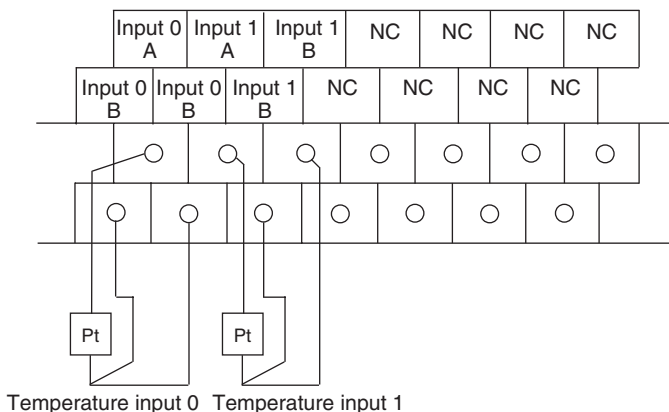 Input 0 A Input 1 A Input 1 B NC NC NC NC
Input 0 B Input 0 B Input 1 B NC NC NC NC
Pt Pt
Temperature input 0 Temperature input 1